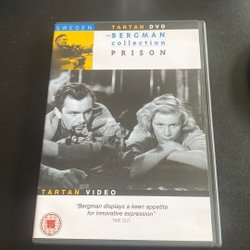 SWEDEN TARTAN DVD
THE BERGMAN
collection
PRISON
TARTAN VIDEO
"Bergman displays a keen appetite
for innovative expression"
TIME OUT
15